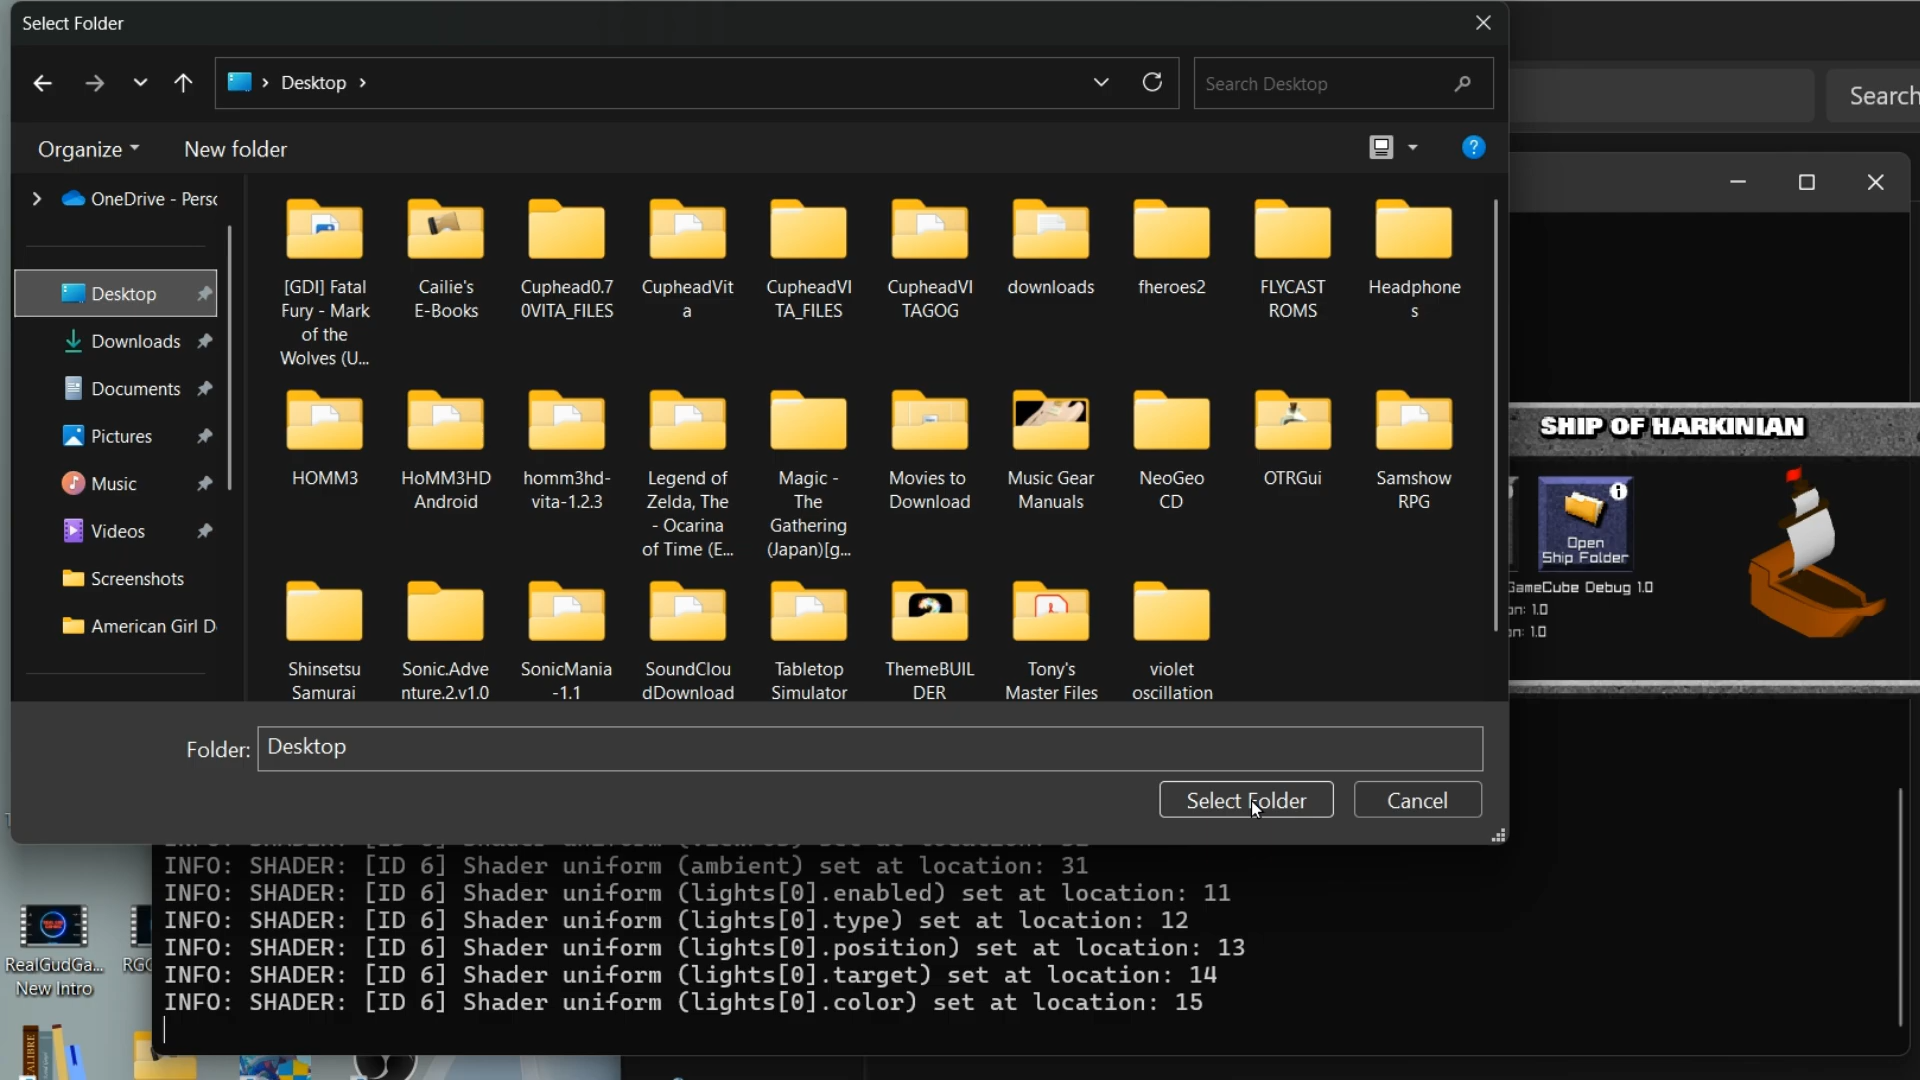 Select Folder
Desktop
Search Desktop
Search
Organize
New folder
OneDrive - Perso
Desktop
Downloads
Documents
Pictures
Music
Videos
Screenshots
American Girl D
[GDI] Fatal
Fury - Mark
of the
Wolves (U...
Cailie's
E-Books
Cuphead0.7
0VITA_FILES
CupheadVit
a
CupheadVI
TA_FILES
CupheadVI
TAGOG
downloads
fheroes2
FLYCAST
ROMS
Headphone
s
HOMM3
HoMM3HD
Android
homm3hd-
vita-1.2.3
Legend of
Zelda, The
- Ocarina
of Time (E...
Magic -
The
Gathering
(Japan)[g...
Movies to
Download
Music Gear
Manuals
NeoGeo
CD
OTRGui
Samshow
RPG
Shinsetsu
Samurai
Sonic.Adve
nture.2.v1.0
SonicMania
-1.1
SoundClou
dDownload
Tabletop
Simulator
ThemeBUIL
DER
Tony's
Master Files
violet
oscillation
Folder:
Desktop
Select Folder
Cancel
SHIP OF HARKINIAN
Open
Ship Folder
GameCube Debug 1.0
on: 1.0
on: 1.0
INFO: SHADER: [ID 6] Shader uniform (ambient) set at location: 31
INFO: SHADER: [ID 6] Shader uniform (lights[0].enabled) set at location: 11
INFO: SHADER: [ID 6] Shader uniform (lights[0].type) set at location: 12
INFO: SHADER: [ID 6] Shader uniform (lights[0].position) set at location: 13
INFO: SHADER: [ID 6] Shader uniform (lights[0].target) set at location: 14
INFO: SHADER: [ID 6] Shader uniform (lights[0].color) set at location: 15
RealGudGa...
New Intro
RGG